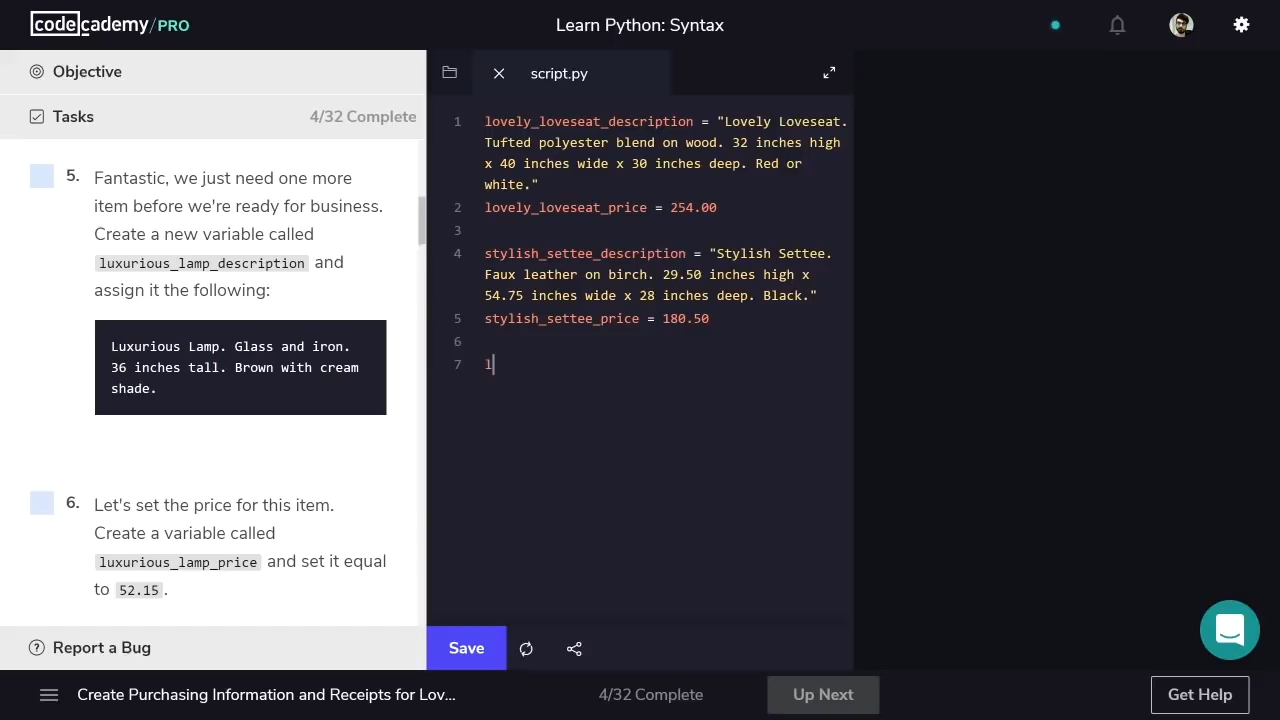 codecademy/PRO
Learn Python: Syntax
Objective
Tasks
4/32 Complete
5.
Fantastic, we just need one more
item before we're ready for business.
Create a new variable called
luxurious_lamp_description and
assign it the following:
Luxurious Lamp. Glass and iron.
36 inches tall. Brown with cream
shade.
6.
Let's set the price for this item.
Create a variable called
luxurious_lamp_price and set it equal
to 52.15.
Report a Bug
script.py
1 lovely_loveseat_description = "Lovely Loveseat.
Tufted polyester blend on wood. 32 inches high
x 40 inches wide x 30 inches deep. Red or
white."
2 lovely_loveseat_price = 254.00
3
4 stylish_settee_description = "Stylish Settee.
Faux leather on birch. 29.50 inches high x
54.75 inches wide x 28 inches deep. Black."
5 stylish_settee_price = 180.50
6
7 l
Save
Create Purchasing Information and Receipts for Lov...
4/32 Complete
Up Next
Get Help